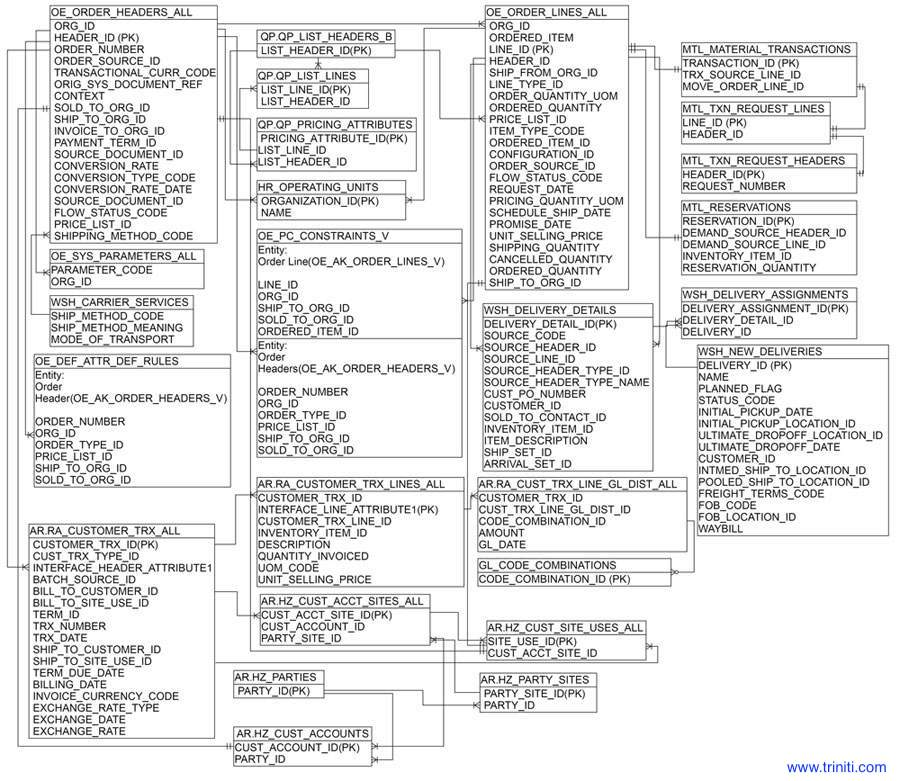 OE_ORDER_HEADERS_ALL
ORG_ID
HEADER_ID (PK)
ORDER_NUMBER
ORDER_SOURCE_ID
TRANSACTIONAL_CURR_CODE
ORIG_SYS_DOCUMENT_REF
CONTEXT
SOLD_TO_ORG_ID
SHIP_TO_ORG_ID
INVOICE_TO_ORG_ID
PAYMENT_TERM_ID
SOURCE_DOCUMENT_ID
CONVERSION_RATE
CONVERSION_TYPE_CODE
CONVERSION_RATE_DATE
SOURCE_DOCUMENT_ID
FLOW_STATUS_CODE
PRICE_LIST_ID
SHIPPING_METHOD_CODE
OE_SYS_PARAMETERS_ALL
PARAMETER_CODE
ORG_ID
WSH_CARRIER_SERVICES
SHIP_METHOD_CODE
SHIP_METHOD_MEANING
MODE_OF_TRANSPORT
OE_DEF_ATTR_DEF_RULES
Entity:
Order
Header(OE_AK_ORDER_HEADERS_V)
ORDER_NUMBER
ORG_ID
ORDER_TYPE_ID
PRICE_LIST_ID
SHIP_TO_ORG_ID
SOLD_TO_ORG_ID
AR.RA_CUSTOMER_TRX_ALL
CUSTOMER_TRX_ID(PK)
CUST_TRX_TYPE_ID
INTERFACE_HEADER_ATTRIBUTE1
BATCH_SOURCE_ID
BILL_TO_CUSTOMER_ID
BILL_TO_SITE_USE_ID
TERM_ID
TRX_NUMBER
TRX_DATE
SHIP_TO_CUSTOMER_ID
SHIP_TO_SITE_USE_ID
TERM_DUE_DATE
BILLING_DATE
INVOICE_CURRENCY_CODE
EXCHANGE_RATE_TYPE
EXCHANGE_DATE
EXCHANGE_RATE
QP.QP_LIST_HEADERS_B
LIST_HEADER_ID(PK)
QP.QP_LIST_LINES
LIST_LINE_ID(PK)
LIST_HEADER_ID
QP.QP_PRICING_ATTRIBUTES
PRICING_ATTRIBUTE_ID(PK)
LIST_LINE_ID
LIST_HEADER_ID
HR_OPERATING_UNITS
ORGANIZATION_ID(PK)
NAME
OE_PC_CONSTRAINTS_V
Entity:
Order Line(OE_AK_ORDER_LINES_V)
LINE_ID
ORG_ID
SHIP_TO_ORG_ID
SOLD_TO_ORG_ID
ORDERED_ITEM_ID
Entity:
Order
Headers(OE_AK_ORDER_HEADERS_V)
ORDER_NUMBER
ORG_ID
ORDER_TYPE_ID
PRICE_LIST_ID
SHIP_TO_ORG_ID
SOLD_TO_ORG_ID
AR.RA_CUSTOMER_TRX_LINES_ALL
CUSTOMER_TRX_ID
INTERFACE_LINE_ATTRIBUTE1(PK)
CUSTOMER_TRX_LINE_ID
INVENTORY_ITEM_ID
DESCRIPTION
QUANTITY_INVOICED
UOM_CODE
UNIT_SELLING_PRICE
AR.HZ_CUST_ACCT_SITES_ALL
CUST_ACCT_SITE_ID(PK)
CUST_ACCOUNT_ID
PARTY_SITE_ID
AR.HZ_PARTIES
PARTY_ID(PK)
AR.HZ_CUST_ACCOUNTS
CUST_ACCOUNT_ID(PK)
PARTY_ID
OE_ORDER_LINES_ALL
ORG_ID
ORDERED_ITEM
LINE_ID (PK)
HEADER_ID
SHIP_FROM_ORG_ID
LINE_TYPE_ID
ORDER_QUANTITY_UOM
ORDERED_QUANTITY
PRICE_LIST_ID
ITEM_TYPE_CODE
ORDERED_ITEM_ID
CONFIGURATION_ID
ORDER_SOURCE_ID
FLOW_STATUS_CODE
REQUEST_DATE
PRICING_QUANTITY_UOM
SCHEDULE_SHIP_DATE
PROMISE_DATE
UNIT_SELLING_PRICE
SHIPPING_QUANTITY
CANCELLED_QUANTITY
ORDERED_QUANTITY
SHIP_TO_ORG_ID
WSH_DELIVERY_DETAILS
DELIVERY_DETAIL_ID(PK)
SOURCE_CODE
SOURCE_HEADER_ID
SOURCE_LINE_ID
SOURCE_HEADER_TYPE_ID
SOURCE_HEADER_TYPE_NAME
CUST_PO_NUMBER
CUSTOMER_ID
SOLD_TO_CONTACT_ID
INVENTORY_ITEM_ID
ITEM_DESCRIPTION
SHIP_SET_ID
ARRIVAL_SET_ID
AR.RA_CUST_TRX_LINE_GL_DIST_ALL
CUSTOMER_TRX_ID
CUST_TRX_LINE_GL_DIST_ID
CODE_COMBINATION_ID
AMOUNT
GL_DATE
GL_CODE_COMBINATIONS
CODE_COMBINATION_ID (PK)
AR.HZ_CUST_SITE_USES_ALL
SITE_USE_ID(PK)
CUST_ACCT_SITE_ID
AR.HZ_PARTY_SITES
PARTY_SITE_ID(PK)
PARTY_ID
MTL_MATERIAL_TRANSACTIONS
TRANSACTION_ID (PK)
TRX_SOURCE_LINE_ID
MOVE_ORDER_LINE_ID
MTL_TXN_REQUEST_LINES
LINE_ID (PK)
HEADER_ID
MTL_TXN_REQUEST_HEADERS
HEADER_ID(PK)
REQUEST_NUMBER
MTL_RESERVATIONS
RESERVATION_ID(PK)
DEMAND_SOURCE_HEADER_ID
DEMAND_SOURCE_LINE_ID
INVENTORY_ITEM_ID
RESERVATION_QUANTITY
WSH_DELIVERY_ASSIGNMENTS
DELIVERY_ASSIGNMENT_ID(PK)
DELIVERY_DETAIL_ID
DELIVERY_ID
WSH_NEW_DELIVERIES
DELIVERY_ID (PK)
NAME
PLANNED_FLAG
STATUS_CODE
INITIAL_PICKUP_DATE
INITIAL_PICKUP_LOCATION_ID
ULTIMATE_DROPOFF_LOCATION_ID
ULTIMATE_DROPOFF_DATE
CUSTOMER_ID
INTMED_SHIP_TO_LOCATION_ID
POOLED_SHIP_TO_LOCATION_ID
FREIGHT_TERMS_CODE
FOB_CODE
FOB_LOCATION_ID
WAYBILL
www.triniti.com